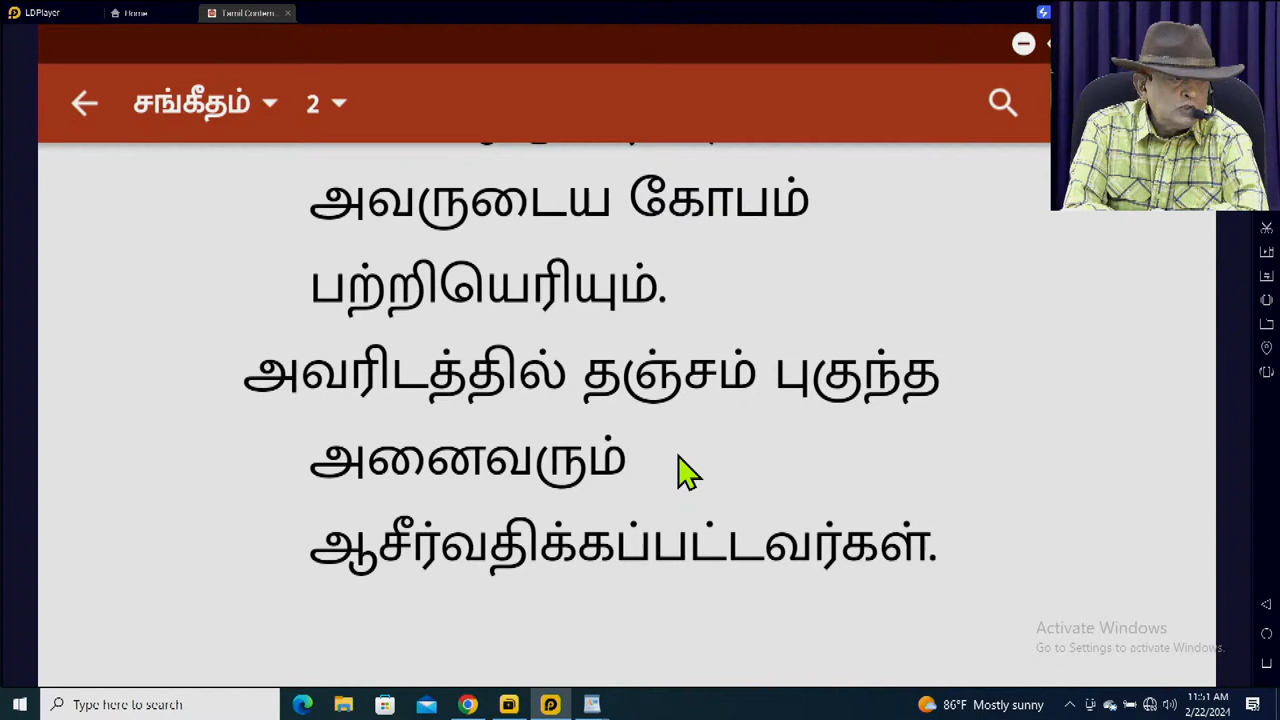 LDPlayer
Home
Tamil Contem...
சங்கீதம் 2
அவருடைய கோபம்
பற்றியெரியும்.
அவரிடத்தில் தஞ்சம் புகுந்த
அனைவரும்
ஆசீர்வதிக்கப்பட்டவர்கள்.
Activate Windows
Go to Settings to activate Windows.
Type here to search
86°F Mostly sunny
11:51 AM
2/22/2024